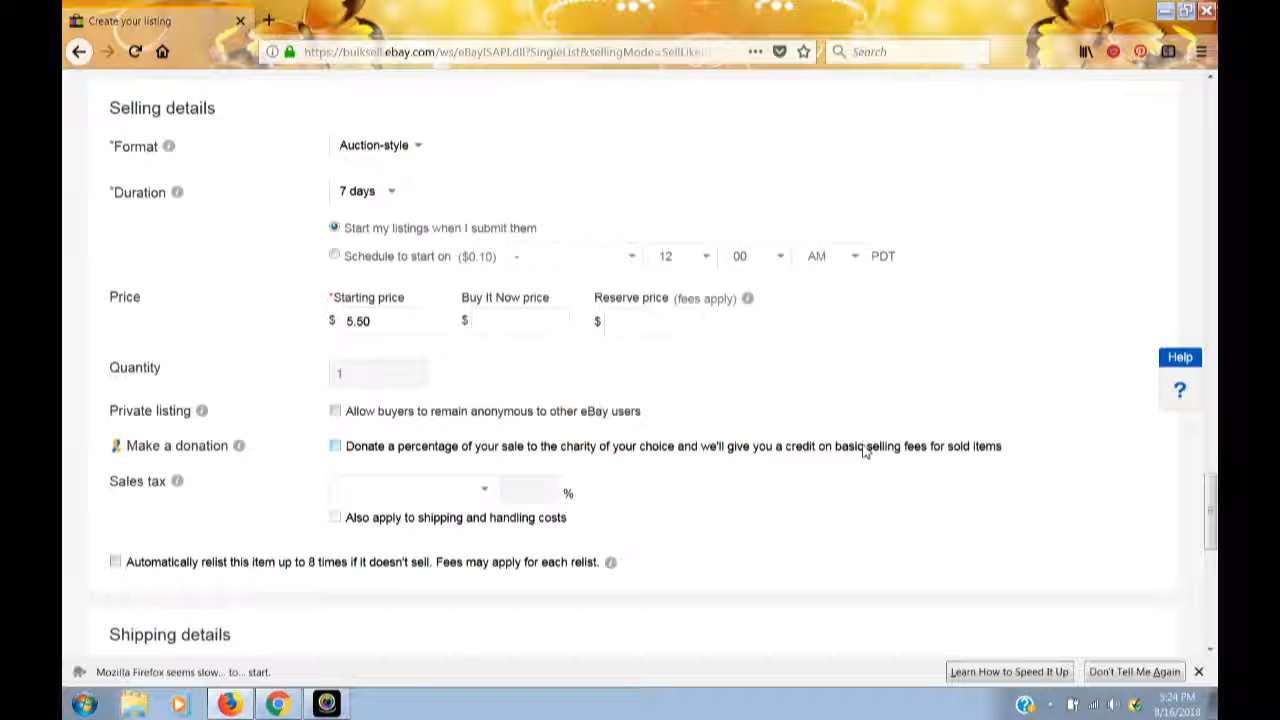 Create your listing
https://bulksell.ebay.com/ws/eBayISAPI.dll?SingleList&sellingMode=SellLike
Search
Selling details
*Format
Auction-style
*Duration
7 days
Start my listings when I submit them
Schedule to start on ($0.10) - 12 00 AM PDT
Price
*Starting price Buy It Now price Reserve price (fees apply)
$ 5.50 $ $
Help
?
Quantity
1
Private listing
Allow buyers to remain anonymous to other eBay users
Make a donation
Donate a percentage of your sale to the charity of your choice and we'll give you a credit on basic selling fees for sold items
Sales tax
%
Also apply to shipping and handling costs
Automatically relist this item up to 8 times if it doesn't sell. Fees may apply for each relist.
Shipping details
Mozilla Firefox seems slow... to... start.
Learn How to Speed It Up
Don't Tell Me Again
5:24 PM
8/16/2018